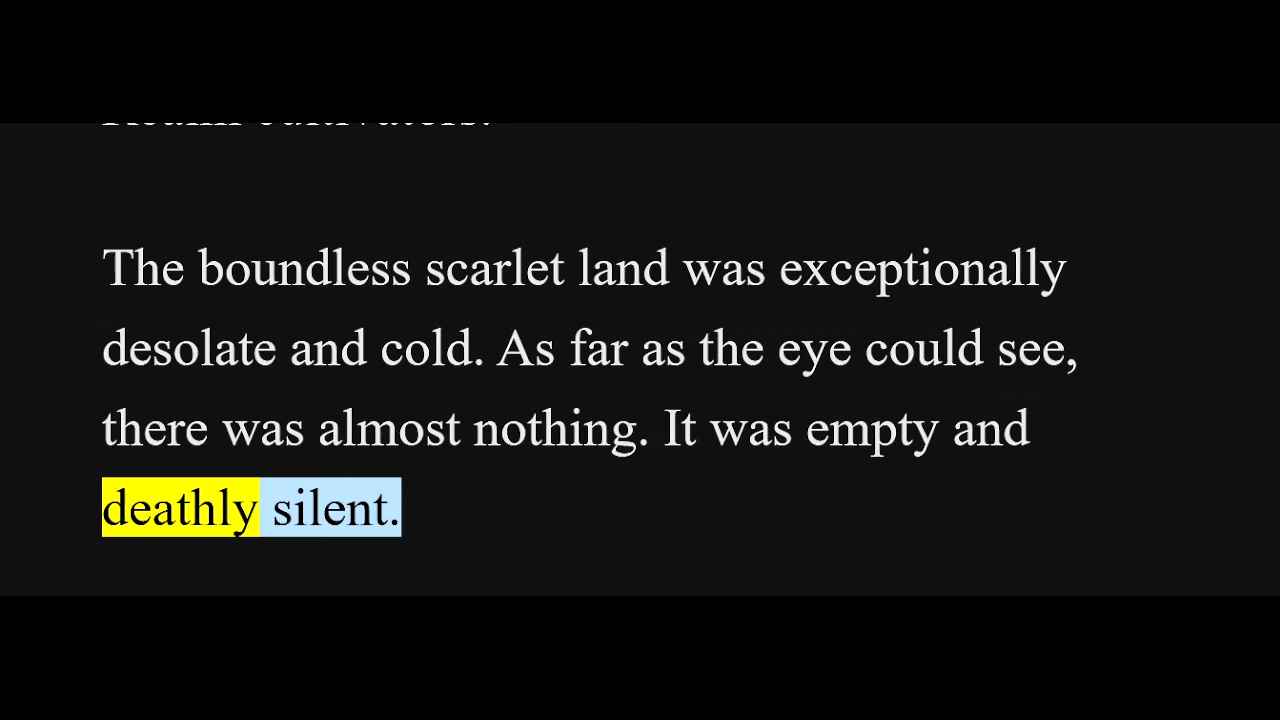 cultivators.
The boundless scarlet land was exceptionally
desolate and cold. As far as the eye could see,
there was almost nothing. It was empty and
deathly silent.